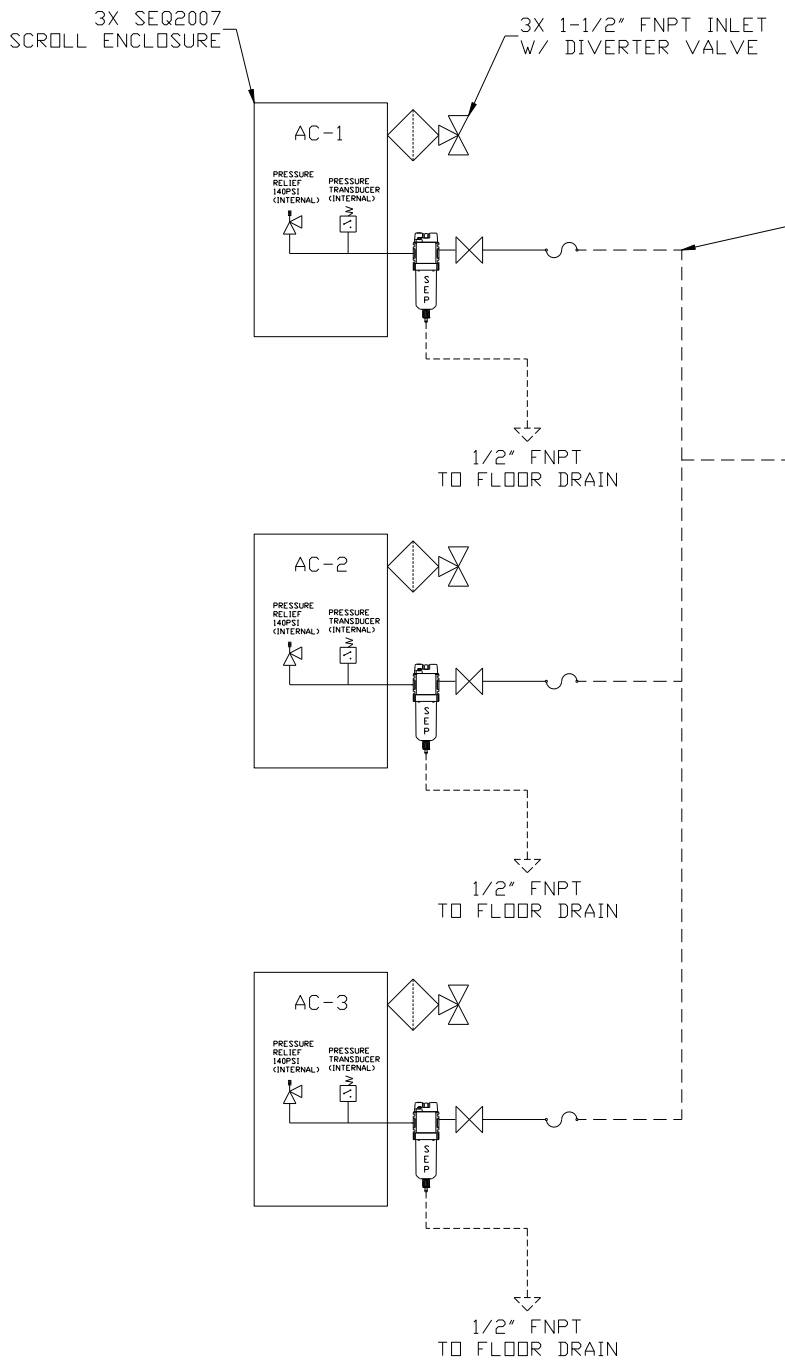 3X SEQ2007
SCROLL ENCLOSURE
3X 1-1/2" FNPT INLET
W/ DIVERTER VALVE
AC-1
PRESSURE
RELIEF
140PSI
(INTERNAL)
PRESSURE
TRANSDUCER
(INTERNAL)
SEP
1/2" FNPT
TO FLOOR DRAIN
AC-2
PRESSURE
RELIEF
140PSI
(INTERNAL)
PRESSURE
TRANSDUCER
(INTERNAL)
SEP
1/2" FNPT
TO FLOOR DRAIN
AC-3
PRESSURE
RELIEF
140PSI
(INTERNAL)
PRESSURE
TRANSDUCER
(INTERNAL)
SEP
1/2" FNPT
TO FLOOR DRAIN